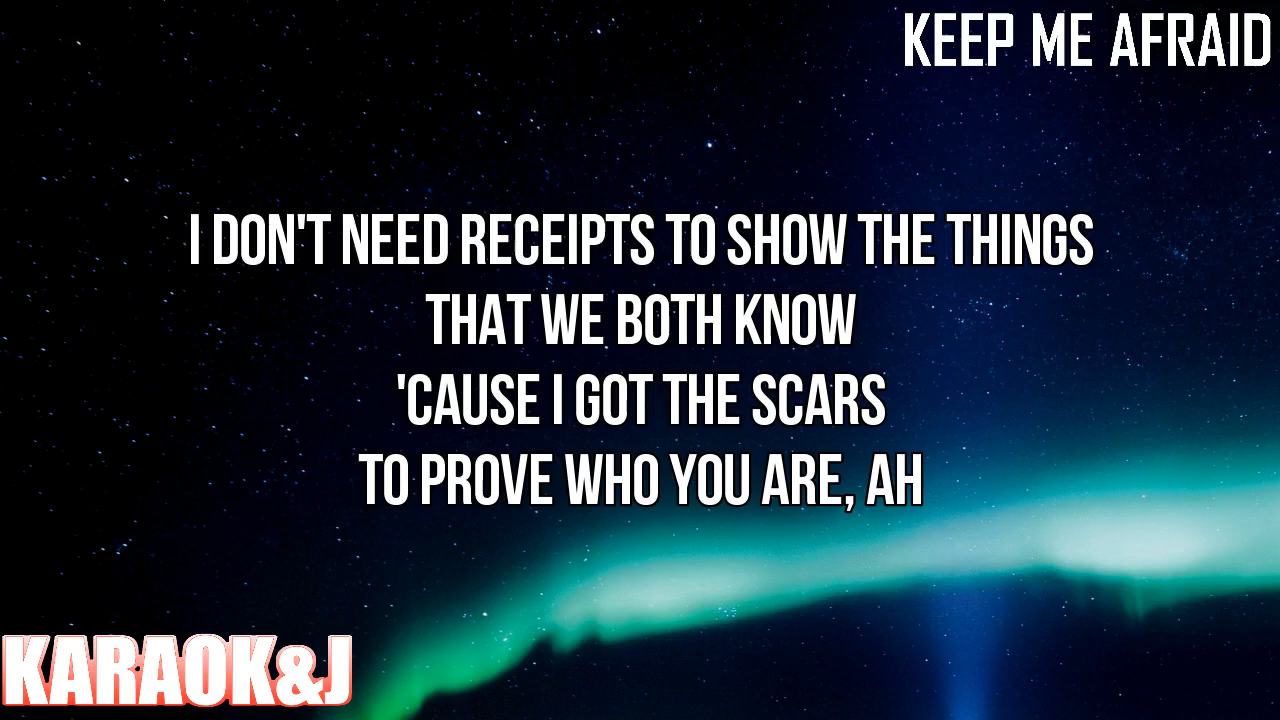 KEEP ME AFRAID
I DON'T NEED RECEIPTS TO SHOW THE THINGS
THAT WE BOTH KNOW
'CAUSE I GOT THE SCARS
TO PROVE WHO YOU ARE, AH
KARAOK&J